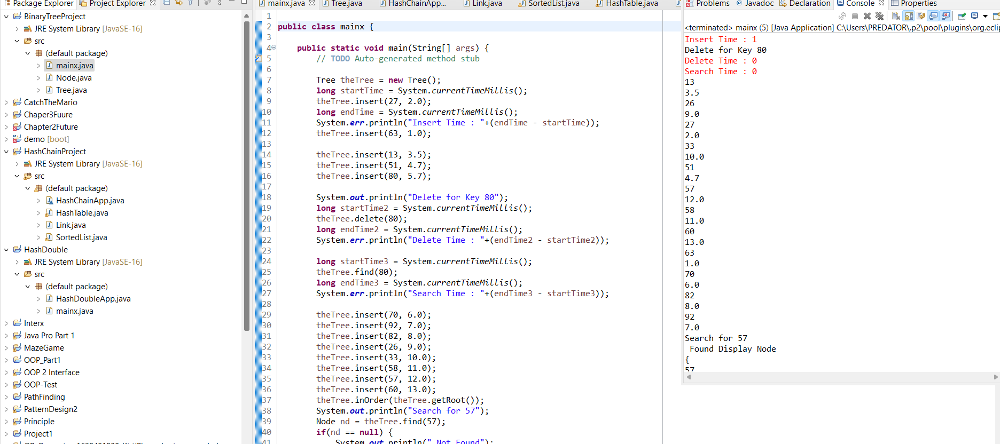 Package Explorer
Project Explorer
BinaryTreeProject
JRE System Library [JavaSE-16]
src
(default package)
mainx.java
Node.java
Tree.java
CatchTheMario
Chaper3Fuure
Chapter2Future
demo [boot]
HashChainProject
JRE System Library [JavaSE-16]
src
(default package)
HashChainApp.java
HashTable.java
Link.java
SortedList.java
HashDouble
JRE System Library [JavaSE-16]
src
(default package)
HashDoubleApp.java
mainx.java
Interx
Java Pro Part 1
MazeGame
OOP_Part1
OOP 2 Interface
OOP-Test
PathFinding
PatternDesign2
Principle
Project1
mainx.java
Tree.java
HashChainApp...
Link.java
SortedList.java
HashTable.java
1
2 public class mainx {
3
4 public static void main(String[] args) {
5 // TODO Auto-generated method stub
6
7 Tree theTree = new Tree();
8 long startTime = System.currentTimeMillis();
9 theTree.insert(27, 2.0);
10 long endTime = System.currentTimeMillis();
11 System.err.println("Insert Time : "+(endTime - startTime));
12 theTree.insert(63, 1.0);
13
14 theTree.insert(13, 3.5);
15 theTree.insert(51, 4.7);
16 theTree.insert(80, 5.7);
17
18 System.out.println("Delete for Key 80");
19 long startTime2 = System.currentTimeMillis();
20 theTree.delete(80);
21 long endTime2 = System.currentTimeMillis();
22 System.err.println("Delete Time : "+(endTime2 - startTime2));
23
24 long startTime3 = System.currentTimeMillis();
25 theTree.find(80);
26 long endTime3 = System.currentTimeMillis();
27 System.err.println("Search Time : "+(endTime3 - startTime3));
28
29 theTree.insert(70, 6.0);
30 theTree.insert(92, 7.0);
31 theTree.insert(82, 8.0);
32 theTree.insert(26, 9.0);
33 theTree.insert(33, 10.0);
34 theTree.insert(58, 11.0);
35 theTree.insert(57, 12.0);
36 theTree.insert(60, 13.0);
37 theTree.inOrder(theTree.getRoot());
38 System.out.println("Search for 57");
39 Node nd = theTree.find(57);
40 if(nd == null) {
41 System.out.println(" Not Found");
Problems
Javadoc
Declaration
Console
Properties
<terminated> mainx (5) [Java Application] C:\Users\PREDATOR\.p2\pool\plugins\org.eclip
Insert Time : 1
Delete for Key 80
Delete Time : 0
Search Time : 0
13
3.5
26
9.0
27
2.0
33
10.0
51
4.7
57
12.0
58
11.0
60
13.0
63
1.0
70
6.0
82
8.0
92
7.0
Search for 57
Found Display Node
{
57